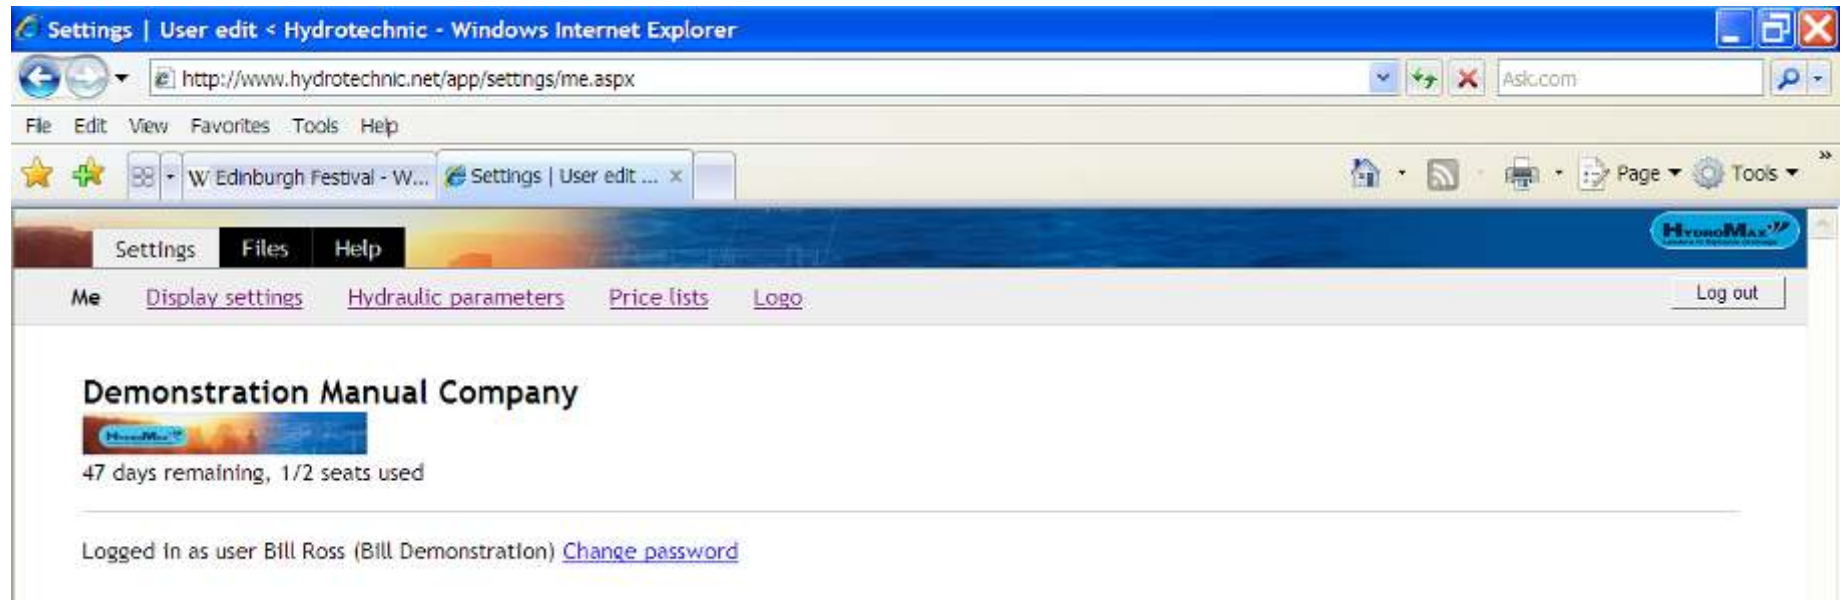 Settings | User edit < Hydrotechnic - Windows Internet Explorer
http://www.hydrotechnic.net/app/settings/me.aspx Ask.com
File Edit View Favorites Tools Help
W Edinburgh Festival - W... Settings | User edit ... Page Tools
HYDROMAX
Settings Files Help
Me Display settings Hydraulic parameters Price lists Logo Log out
Demonstration Manual Company
HydroMax
47 days remaining, 1/2 seats used
Logged in as user Bill Ross (Bill Demonstration) Change password